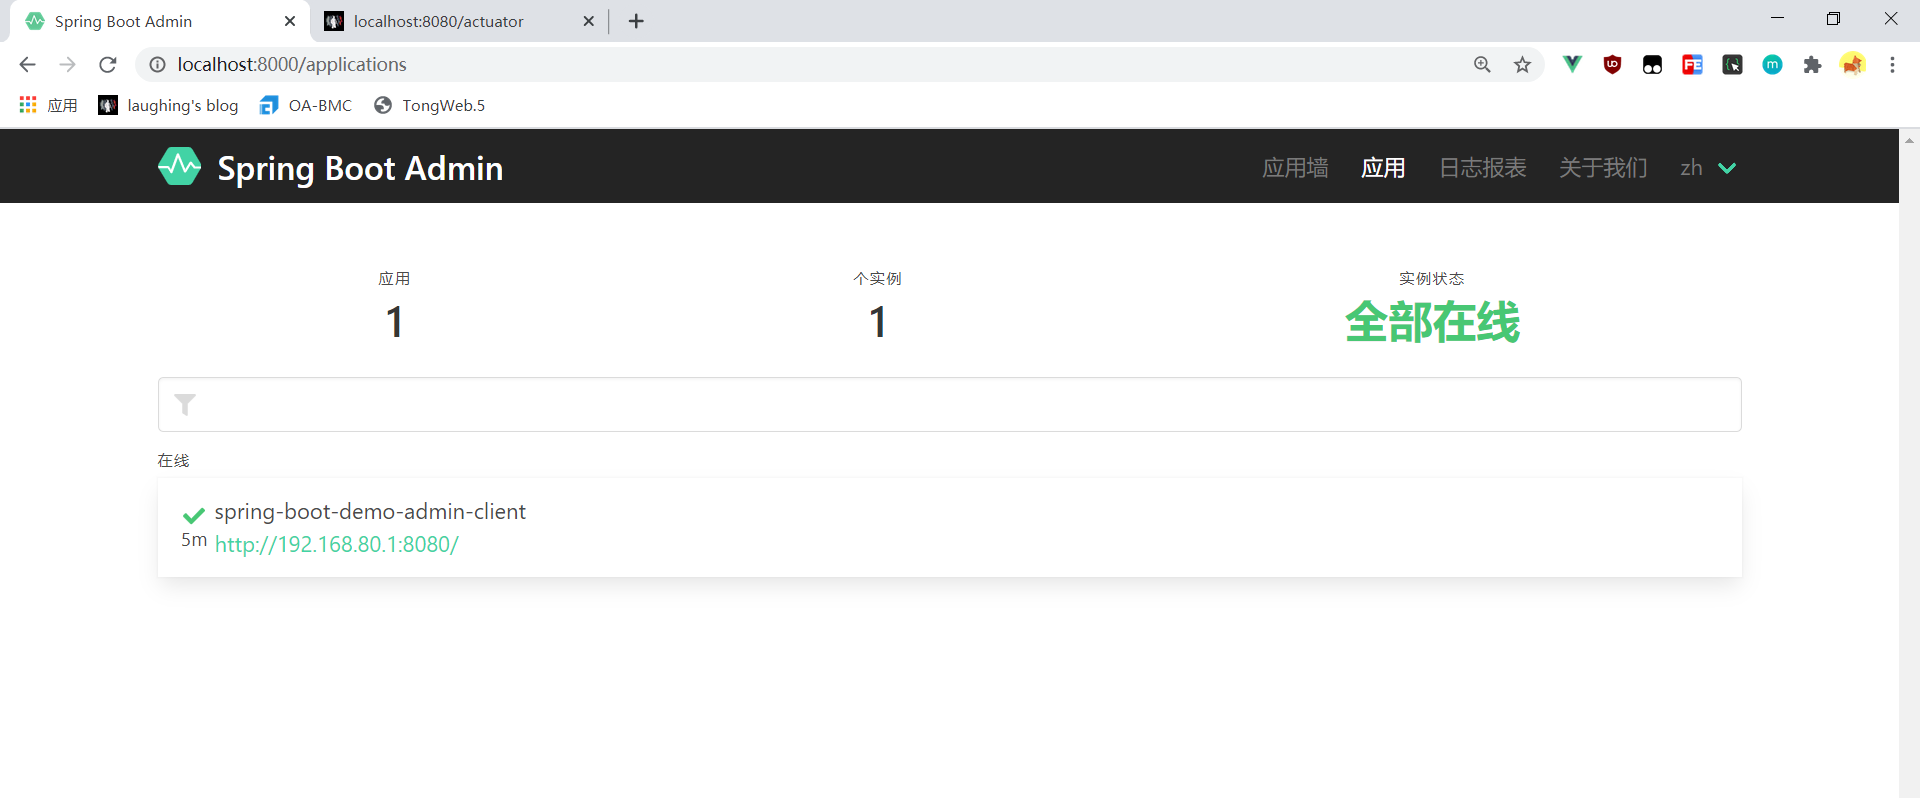 Spring Boot Admin
localhost:8080/actuator
localhost:8000/applications
应用 laughing's blog OA-BMC TongWeb.5
Spring Boot Admin 应用墙 应用 日志报表 关于我们 zh
应用 个实例 实例状态
1 1 全部在线
在线
spring-boot-demo-admin-client
5m http://192.168.80.1:8080/